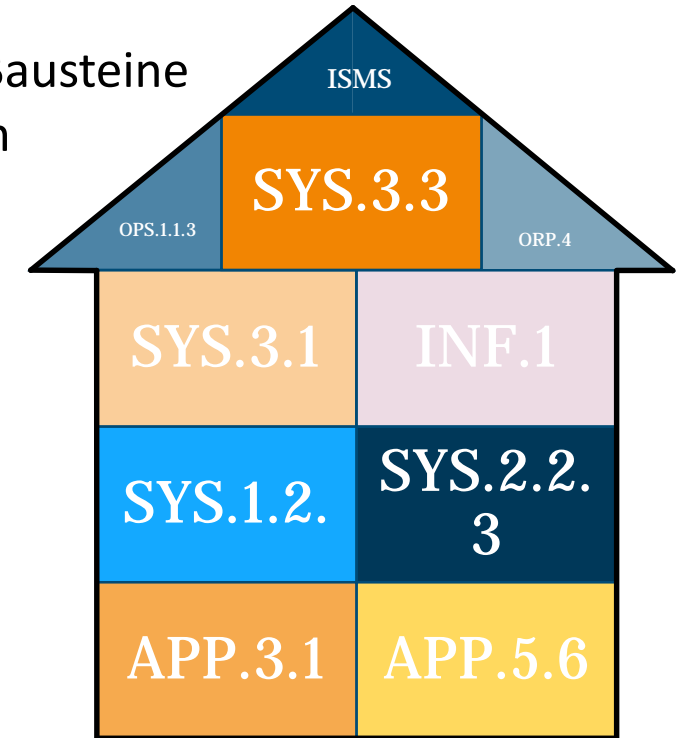 Bausteine
ISMS
SYS.3.3
OPS.1.1.3
ORP.4
SYS.3.1
INF.1
SYS.1.2.
SYS.2.2.
3
APP.3.1
APP.5.6